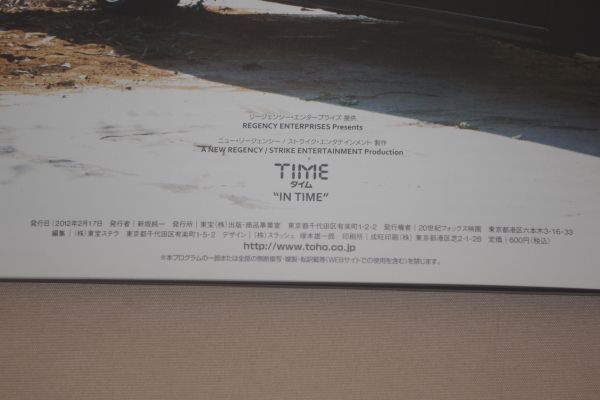 リージェンシー・エンタープライズ 提供
REGENCY ENTERPRISES Presents
ニュー・リージェンシー / ストライク・エンタテインメント 製作
A NEW REGENCY / STRIKE ENTERTAINMENT Production
TIME
タイム
"IN TIME"
発行日│2012年2月17日 発行者│新坂純一 発行所│東宝(株)出版・商品事業室 東京都千代田区有楽町1-2-2 発行権者│20世紀フォックス映画 東京都港区六本木3-16-33
編集│(株)東宝ステラ 東京都千代田区有楽町1-5-2 デザイン│(株)スラッシュ 塚本雄一郎 印刷所│成旺印刷(株) 東京都港区芝2-1-28 定価│600円(税込)
http://www.toho.co.jp
※本プログラムの一部または全部の無断複写・複製・転訳載等(WEBサイトでの使用を含む)を禁じます。